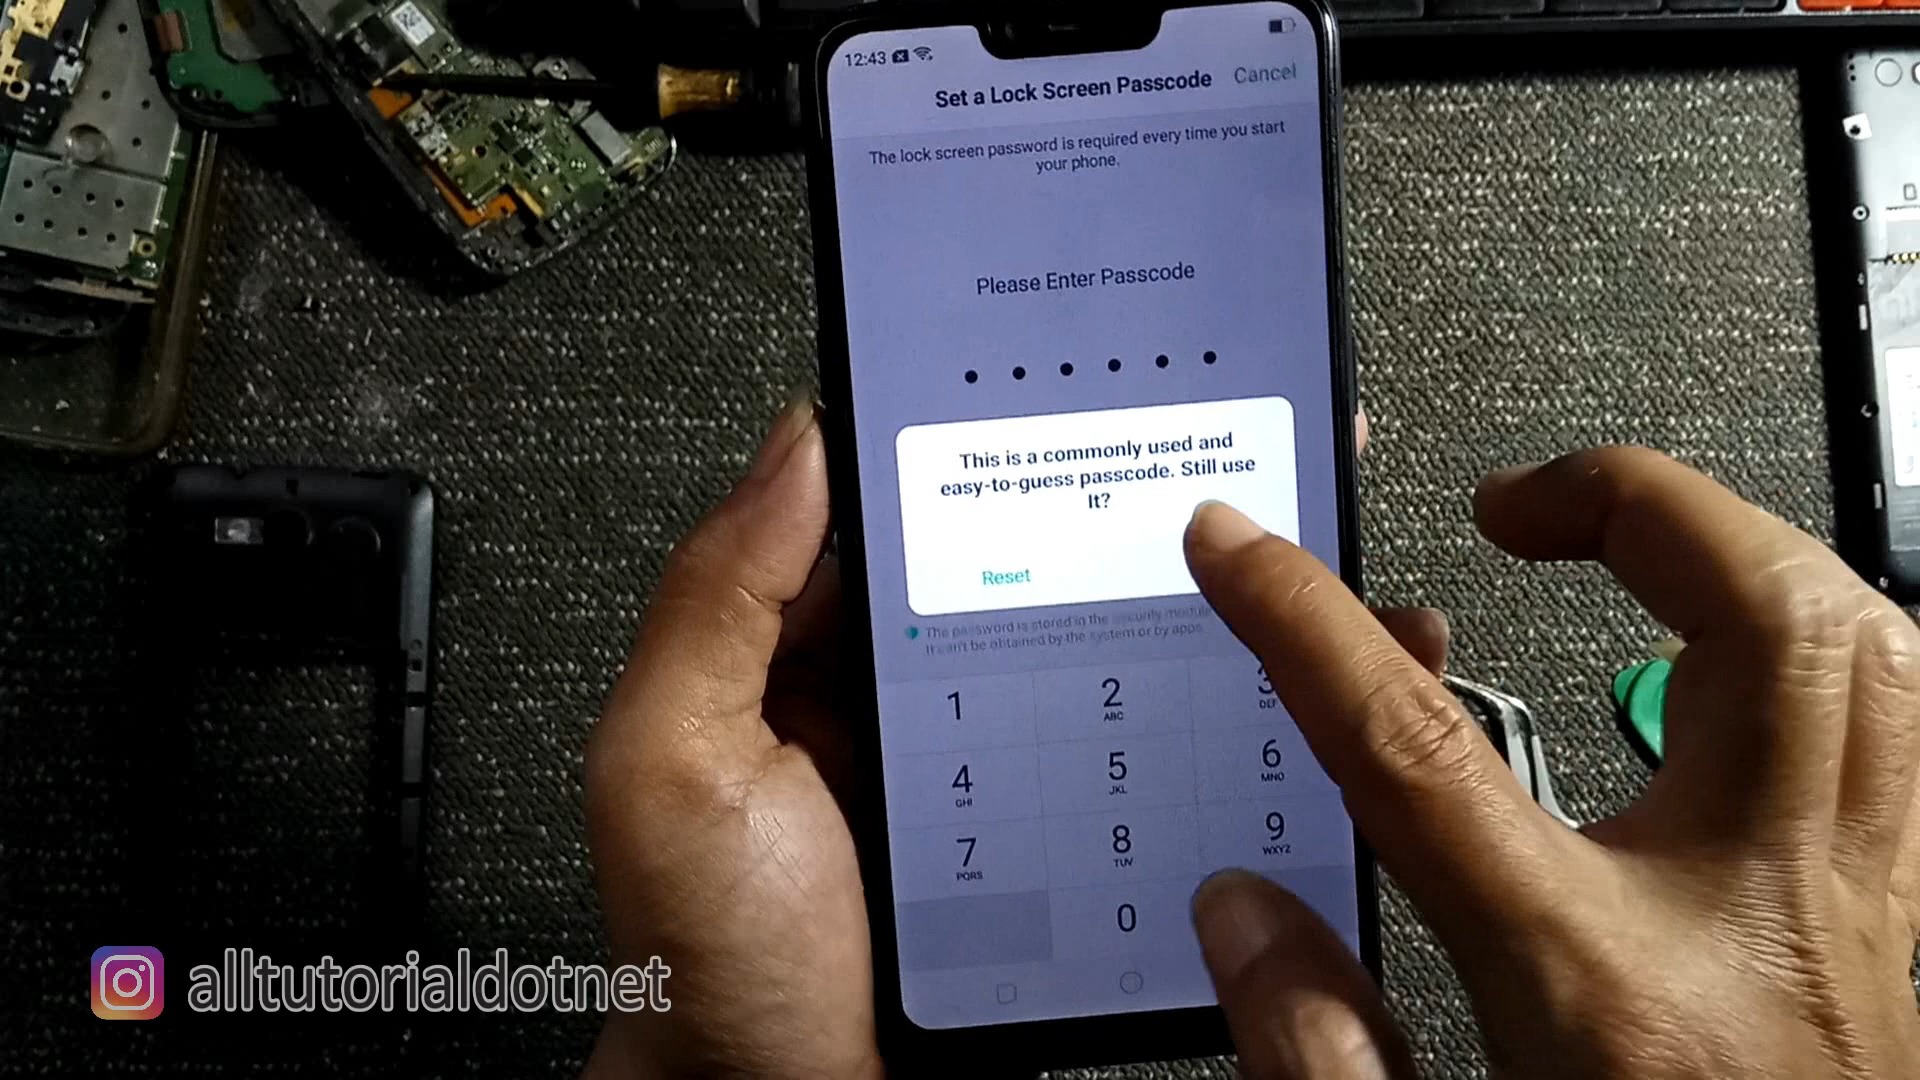 12:43
Set a Lock Screen Passcode
Cancel
The lock screen password is required every time you start
your phone.
Please Enter Passcode
This is a commonly used and
easy-to-guess passcode. Still use
It?
Reset
The password is stored in the security module
It can't be obtained by the system or by apps.
1
2
ABC
3
DEF
4
GHI
5
JKL
6
MNO
7
PQRS
8
TUV
9
WXYZ
0
alltutorialdotnet